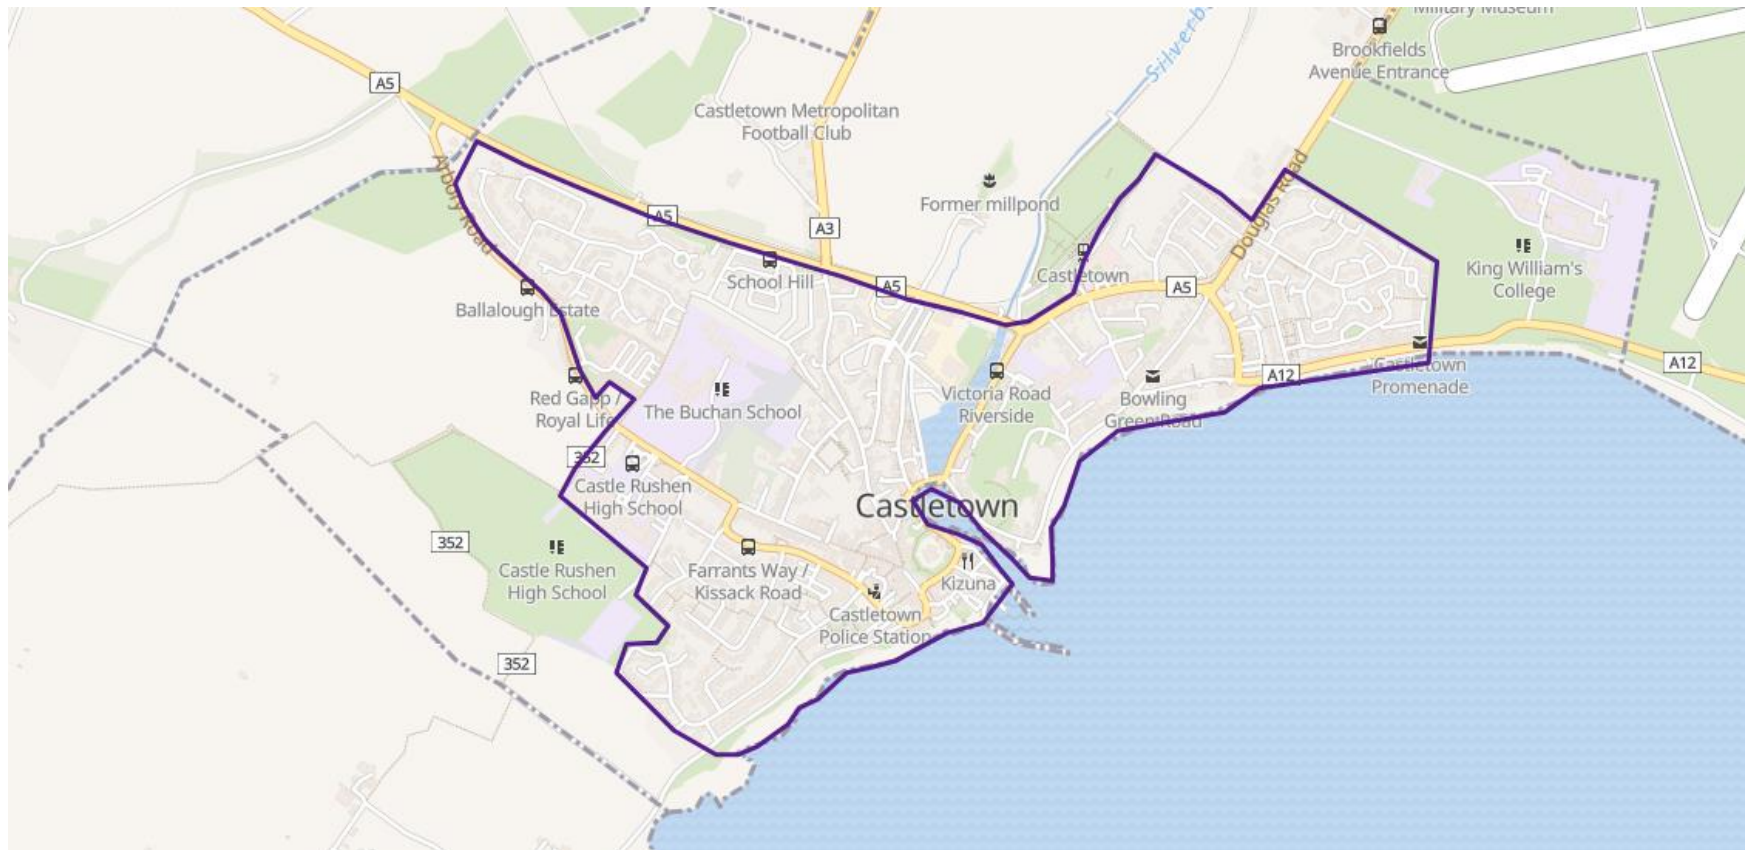 Military Museum
Silverb
Brookfields
Avenue Entrance
A5
Castletown Metropolitan
Football Club
Arbory Road
Former millpond
Douglas Road
A5
A3
School Hill
Castletown
King William's
College
A5
A5
Ballalough Estate
Red Gapp /
Royal Life
The Buchan School
Victoria Road
Riverside
Bowling
Green Road
A12
Castletown
Promenade
A12
352
Castle Rushen
High School
Castletown
352
Castle Rushen
High School
Farrants Way /
Kissack Road
Kizuna
Castletown
Police Station
352